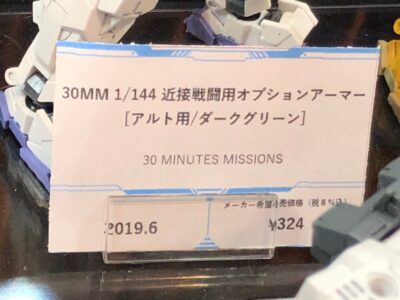 30MM 1/144 近接戦闘用オプションアーマー
[アルト用/ダークグリーン]
30 MINUTES MISSIONS
メーカー希望小売価格（税8%込）
2019.6
¥324